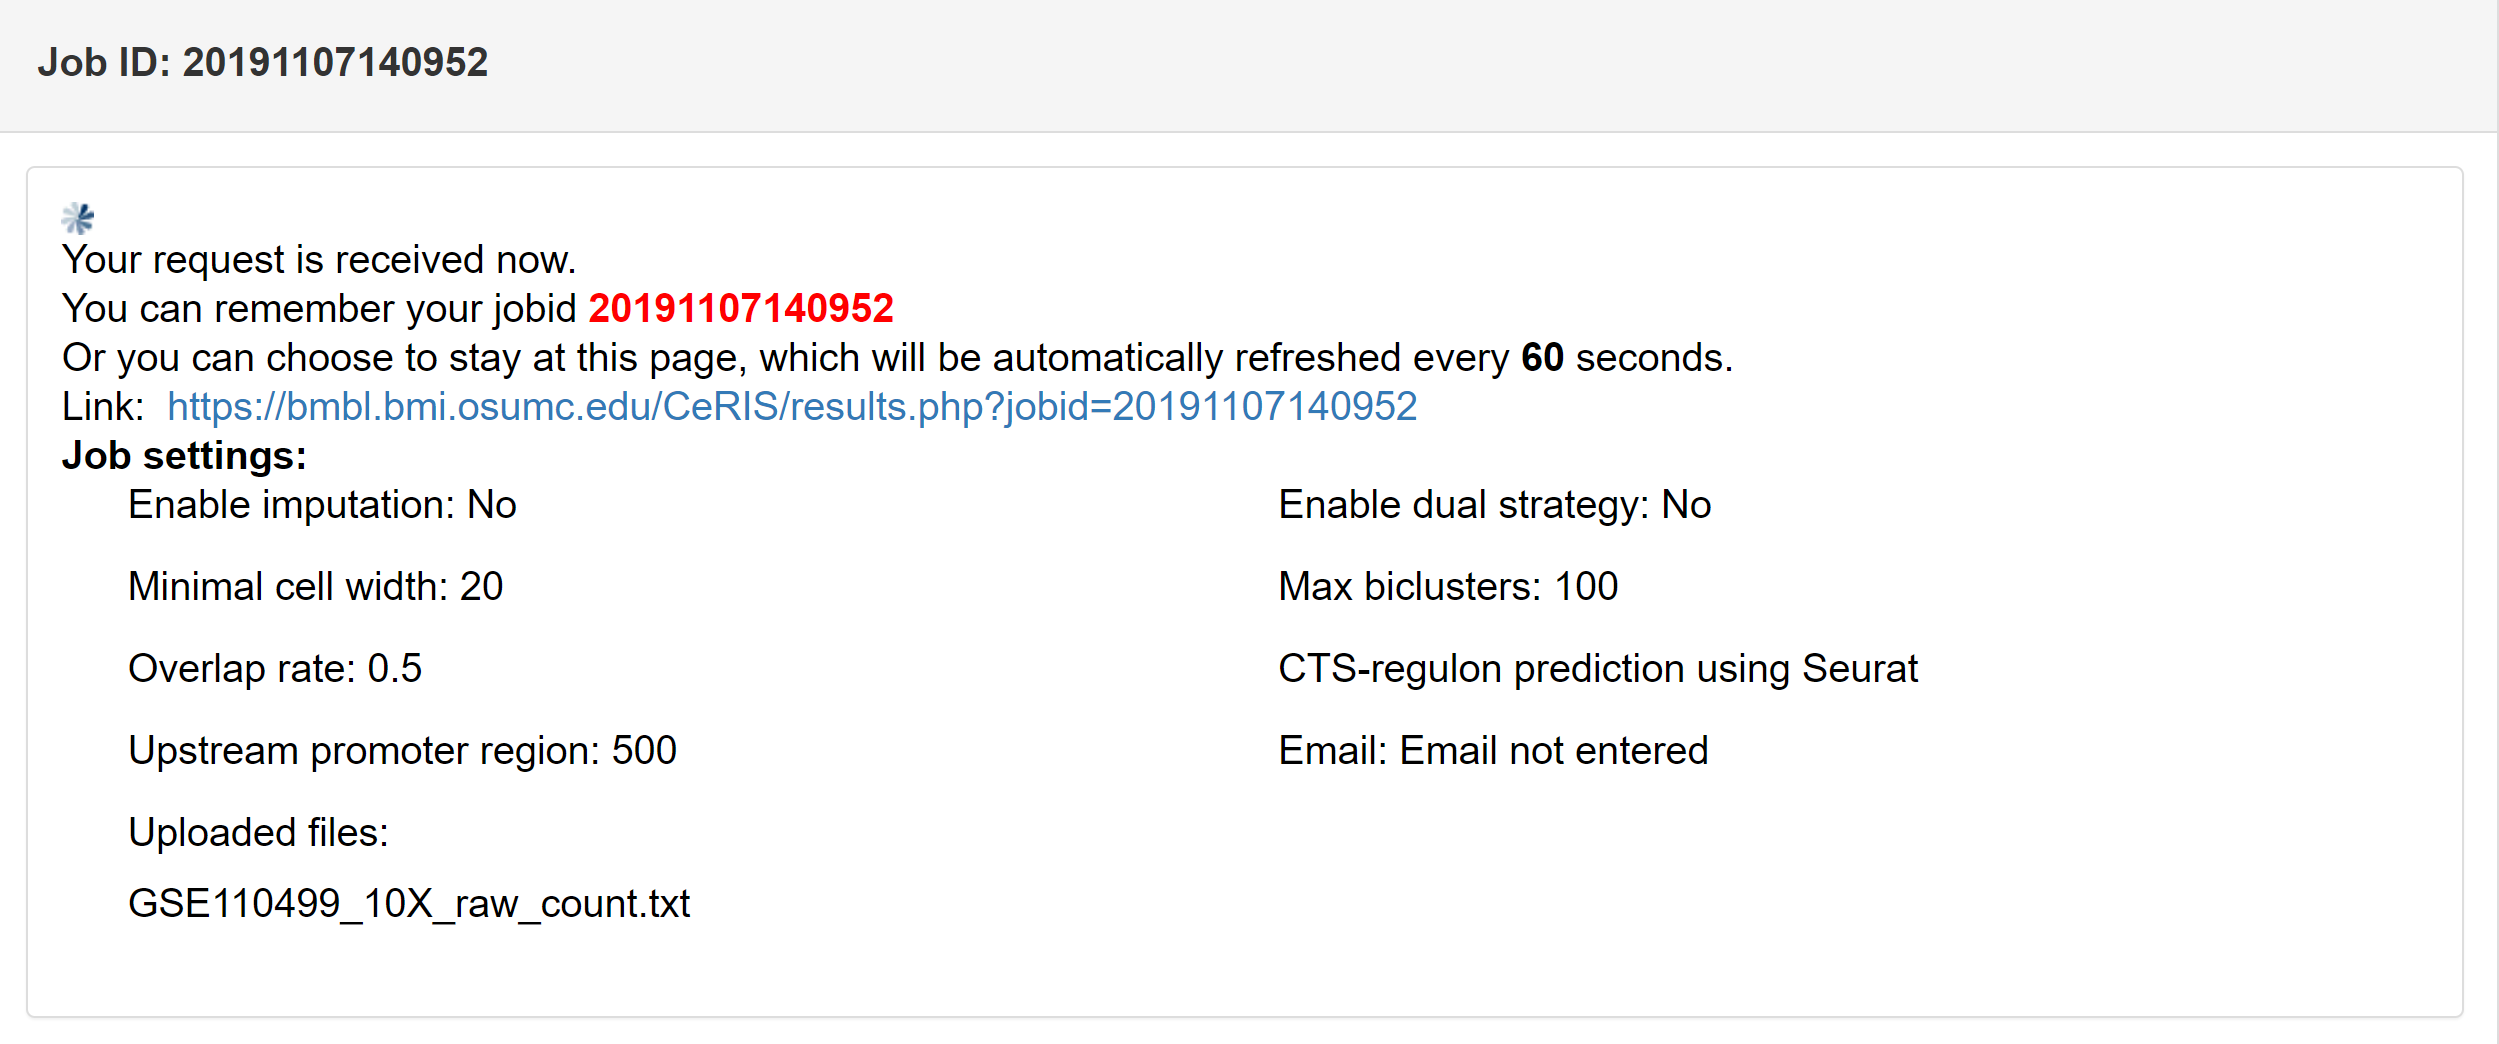 Job ID: 20191107140952
Your request is received now.
You can remember your jobid 20191107140952
Or you can choose to stay at this page, which will be automatically refreshed every 60 seconds.
Link: https://bmbl.bmi.osumc.edu/CeRIS/results.php?jobid=20191107140952
Job settings:
Enable imputation: No
Enable dual strategy: No
Minimal cell width: 20
Max biclusters: 100
Overlap rate: 0.5
CTS-regulon prediction using Seurat
Upstream promoter region: 500
Email: Email not entered
Uploaded files:
GSE110499_10X_raw_count.txt